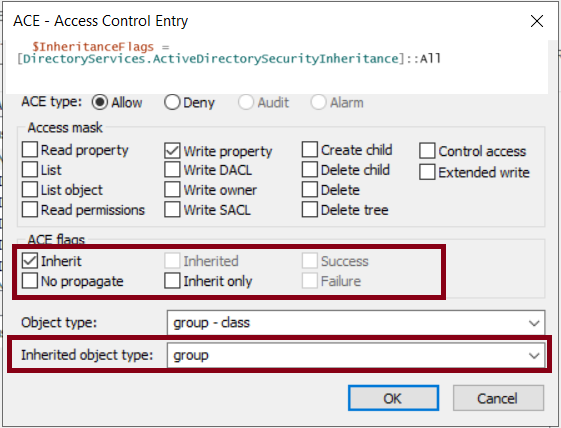 ACE - Access Control Entry
$InheritanceFlags =
[DirectoryServices.ActiveDirectorySecurityInheritance]::All
ACE type: Allow Deny Audit Alarm
Access mask
Read property Write property Create child Control access
List Write DACL Delete child Extended write
List object Write owner Delete
Read permissions Write SACL Delete tree
ACE flags
Inherit Inherited Success
No propagate Inherit only Failure
Object type: group - class
Inherited object type: group
OK Cancel